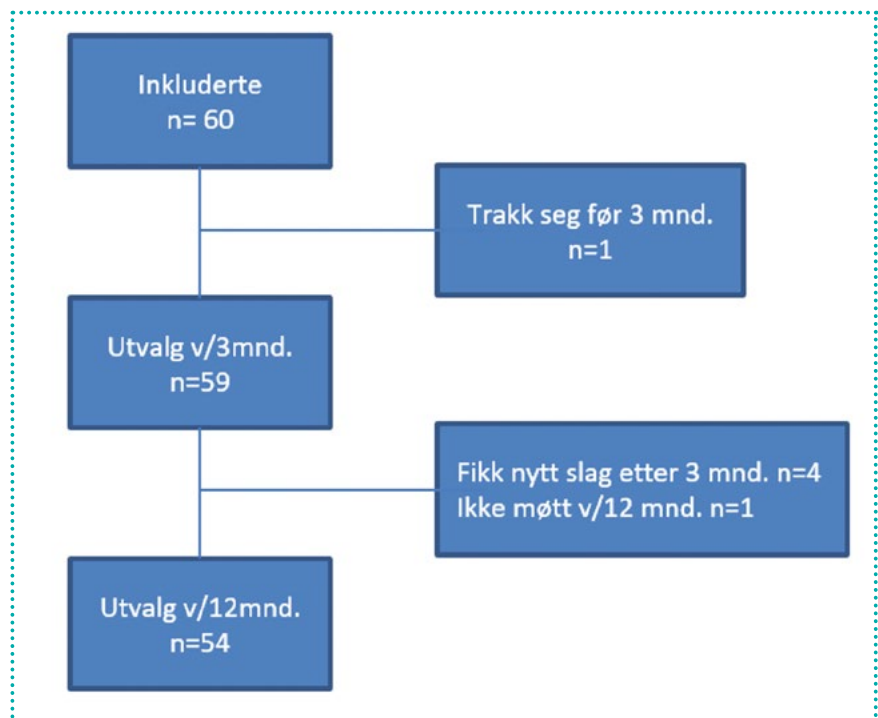 Inkluderte
n= 60
Trakk seg før 3 mnd.
n=1
Utvalg v/3mnd.
n=59
Fikk nytt slag etter 3 mnd. n=4
Ikke møtt v/12 mnd. n=1
Utvalg v/12mnd.
n=54